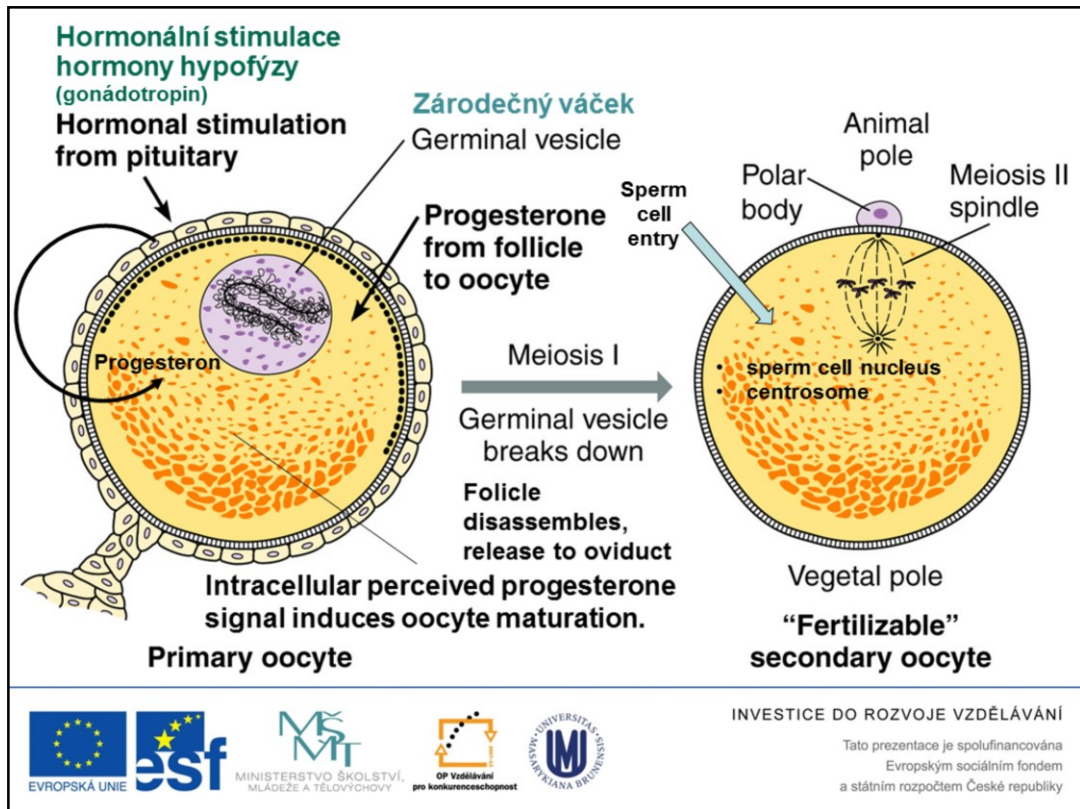 Hormonální stimulace
hormony hypofýzy
(gonádotropin)
Hormonal stimulation
from pituitary
Zárodečný váček
Germinal vesicle
Progesterone
from follicle
to oocyte
Progesteron
Meiosis I
Germinal vesicle
breaks down
Folicle
disassembles,
release to oviduct
Intracellular perceived progesterone
signal induces oocyte maturation.
Primary oocyte
Sperm
cell
entry
Animal
pole
Polar
body
Meiosis II
spindle
• sperm cell nucleus
• centrosome
Vegetal pole
“Fertilizable”
secondary oocyte
EVROPSKÁ UNIE
esf
MŠMT
MINISTERSTVO ŠKOLSTVÍ,
MLÁDEŽE A TĚLOVÝCHOVY
OP Vzdělávání
pro konkurenceschopnost
UNIVERSITAS
MASARYKIANA BRUNENSIS
INVESTICE DO ROZVOJE VZDĚLÁVÁNÍ
Tato prezentace je spolufinancována
Evropským sociálním fondem
a státním rozpočtem České republiky